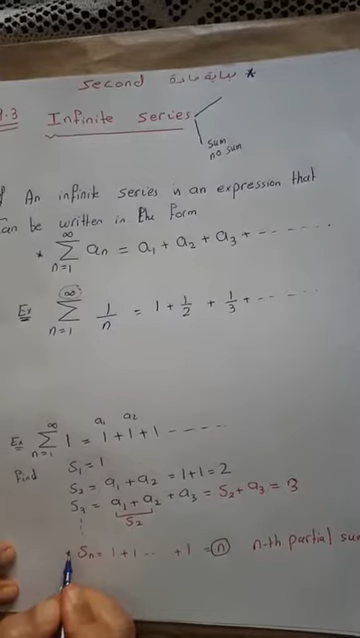 * بداية مادة second
9.3 Infinite series
sum
no sum
An infinite series is an expression that
can be written in the form
* ∑_{n=1}^{∞} an = a1 + a2 + a3 + ........
Ex ∑_{n=1}^{∞} 1/n = 1 + 1/2 + 1/3 + ........
a1 a2
Ex ∑_{n=1}^{∞} 1 = 1 + 1 + 1 -----
Find S1 = 1
S2 = a1 + a2 = 1+1 = 2
S3 = a1 + a2 + a3 = S2 + a3 = 3
S2
⋮
* Sn = 1+1 ... +1 = n n-th partial sum